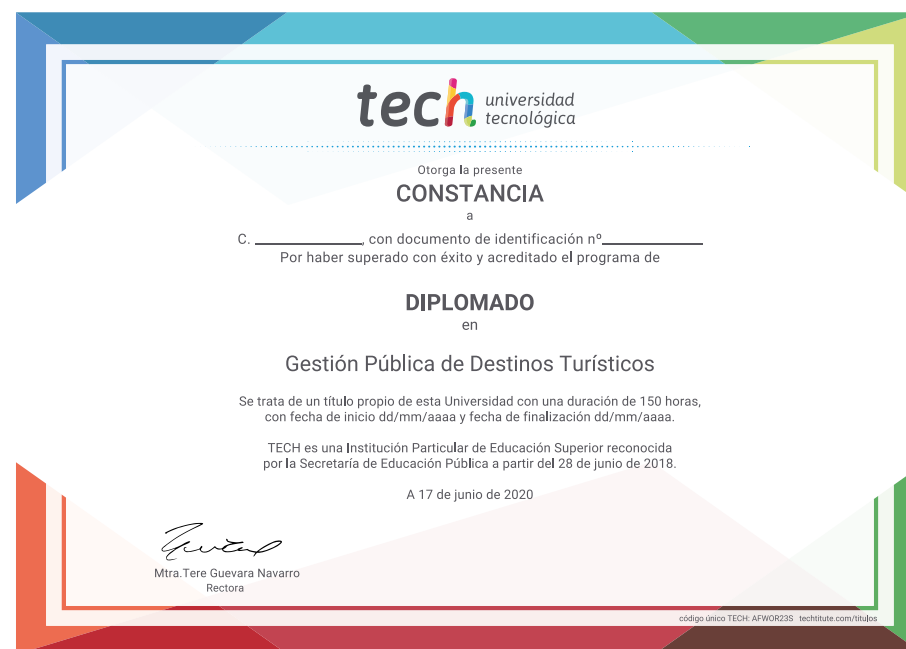 tech universidad
tecnológica
Otorga la presente
CONSTANCIA
a
C. ______________, con documento de identificación nº_____________
Por haber superado con éxito y acreditado el programa de
DIPLOMADO
en
Gestión Pública de Destinos Turísticos
Se trata de un título propio de esta Universidad con una duración de 150 horas,
con fecha de inicio dd/mm/aaaa y fecha de finalización dd/mm/aaaa.
TECH es una Institución Particular de Educación Superior reconocida
por la Secretaría de Educación Pública a partir del 28 de junio de 2018.
A 17 de junio de 2020
Mtra.Tere Guevara Navarro
Rectora
código único TECH: AFWOR23S techtitute.com/titulos